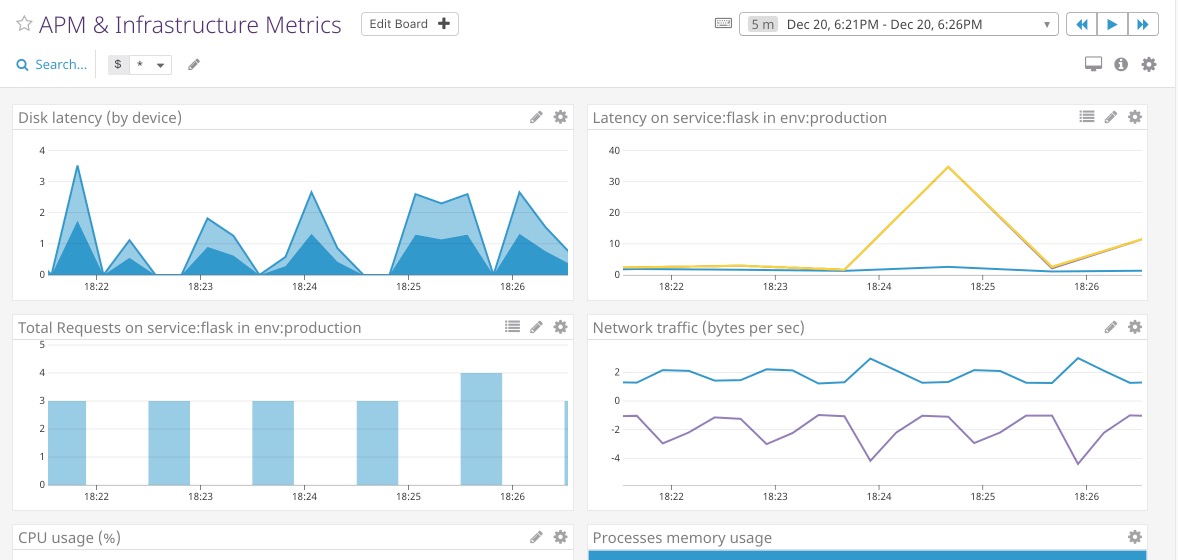 APM & Infrastructure Metrics
Edit Board
5 m Dec 20, 6:21PM - Dec 20, 6:26PM
Search...
$ *
Disk latency (by device)
4
3
2
1
0
18:22 18:23 18:24 18:25 18:26
Latency on service:flask in env:production
40
30
20
10
0
18:22 18:23 18:24 18:25 18:26
Total Requests on service:flask in env:production
5
4
3
2
1
0
18:22 18:23 18:24 18:25 18:26
Network traffic (bytes per sec)
2
0
-2
-4
18:22 18:23 18:24 18:25 18:26
CPU usage (%)
Processes memory usage